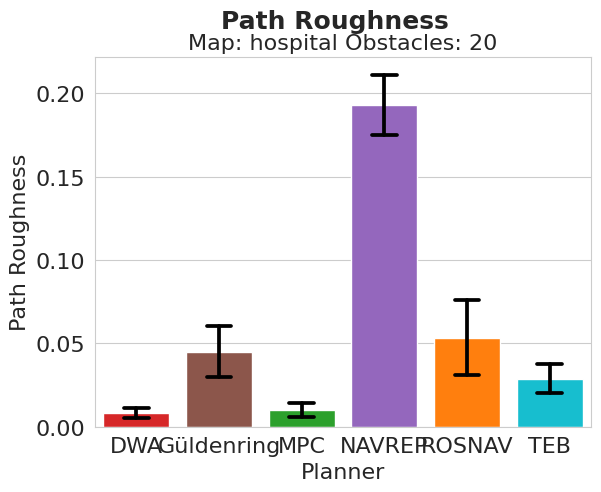 Path Roughness
Map: hospital Obstacles: 20
Path Roughness
0.20
0.15
0.10
0.05
0.00
DWA Güldenring MPC NAVREP ROSNAV TEB
Planner